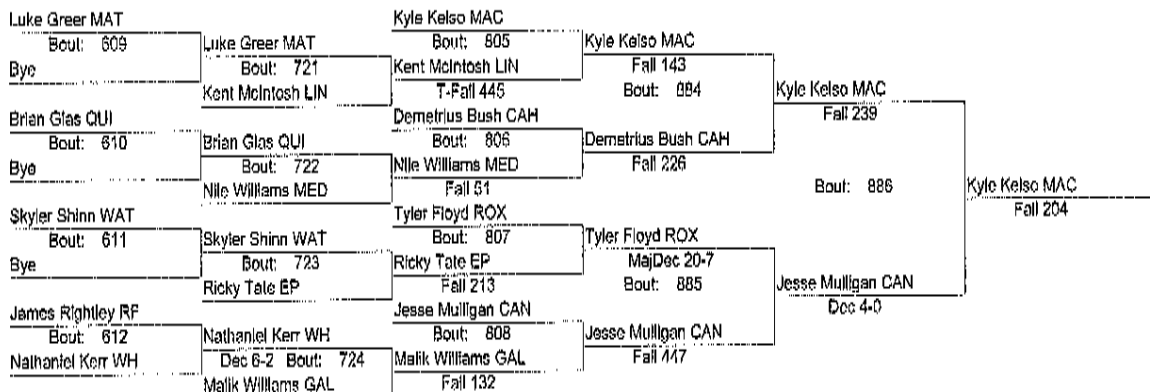 Luke Greer MAT
Bout: 609
Bye
Brian Glas QUI
Bout: 610
Bye
Skyler Shinn WAT
Bout: 611
Bye
James Rightley RF
Bout: 612
Nathaniel Kerr WH
Luke Greer MAT
Bout: 721
Kent McIntosh LIN
Brian Glas QUI
Bout: 722
Nile Williams MED
Skyler Shinn WAT
Bout: 723
Ricky Tate EP
Nathaniel Kerr WH
Dec 6-2 Bout: 724
Malik Williams GAL
Kyle Kelso MAC
Bout: 805
Kent McIntosh LIN
T-Fall 445
Demetrius Bush CAH
Bout: 806
Nile Williams MED
Fall 51
Tyler Floyd ROX
Bout: 807
Ricky Tate EP
Fall 213
Jesse Mulligan CAN
Bout: 808
Malik Williams GAL
Fall 132
Kyle Kelso MAC
Fall 143
Bout: 884
Demetrius Bush CAH
Fall 226
Tyler Floyd ROX
MajDec 20-7
Bout: 885
Jesse Mulligan CAN
Fall 447
Kyle Kelso MAC
Fall 239
Bout: 886
Jesse Mulligan CAN
Dec 4-0
Kyle Kelso MAC
Fall 204